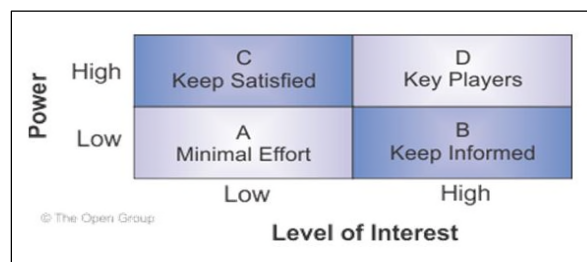 C
Keep Satisfied
D
Key Players
High
Power
Low
A
Minimal Effort
B
Keep Informed
Low
High
© The Open Group
Level of Interest